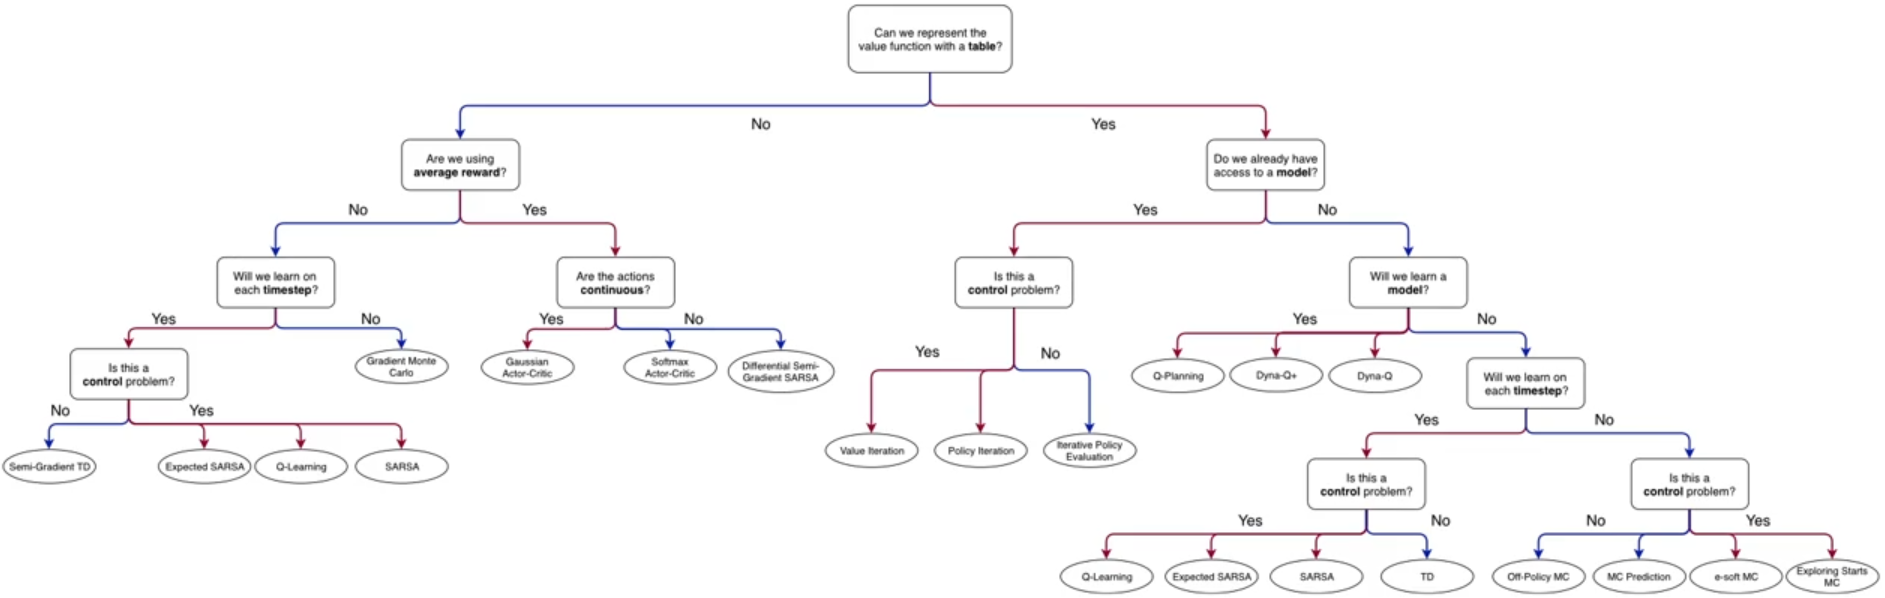 Can we represent the
value function with a table?
No
Yes
Are we using
average reward?
Do we already have
access to a model?
No
Yes
Yes
No
Will we learn on
each timestep?
Are the actions
continuous?
Is this a
control problem?
Will we learn a
model?
Yes
No
Yes
No
Yes
No
Yes
No
Is this a
control problem?
Gradient Monte
Carlo
Gaussian
Actor-Critic
Softmax
Actor-Critic
Differential Semi-
Gradient SARSA
Q-Planning
Dyna-Q+
Dyna-Q
Will we learn on
each timestep?
No
Yes
Yes
No
Semi-Gradient TD
Expected SARSA
Q-Learning
SARSA
Value Iteration
Policy Iteration
Iterative Policy
Evaluation
Is this a
control problem?
Is this a
control problem?
Yes
No
No
Yes
Q-Learning
Expected SARSA
SARSA
TD
Off-Policy MC
MC Prediction
e-soft MC
Exploring Starts
MC